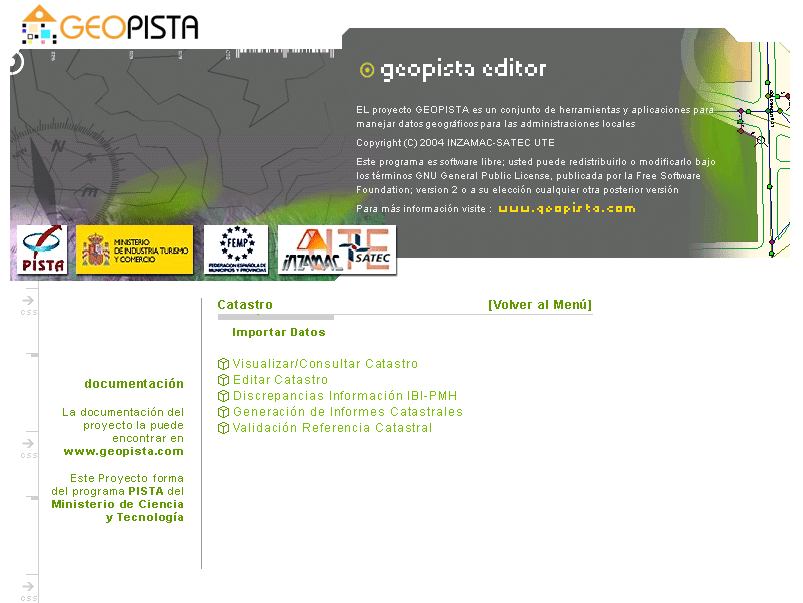 GEOPISTA
geopista editor
EL proyecto GEOPISTA es un conjunto de herramientas y aplicaciones para
manejar datos geográficos para las administraciones locales
Copyright (C) 2004 INZAMAC-SATEC UTE
Este programa es software libre; usted puede redistribuirlo o modificarlo bajo
los términos GNU General Public License, publicada por la Free Software
Foundation; version 2 o a su elección cualquier otra posterior versión
Para más información visite : www.geopista.com
N
PISTA
MINISTERIO
DE INDUSTRIA, TURISMO
Y COMERCIO
FEMP
FEDERACION ESPAÑOLA DE
MUNICIPIOS Y PROVINCIAS
INZAMAC
SATEC
css
css
css
documentación
La documentación del
proyecto la puede
encontrar en
www.geopista.com
Este Proyecto forma
del programa PISTA del
Ministerio de Ciencia
y Tecnología
Catastro [Volver al Menú]
Importar Datos
Visualizar/Consultar Catastro
Editar Catastro
Discrepancias Información IBI-PMH
Generación de Informes Catastrales
Validación Referencia Catastral